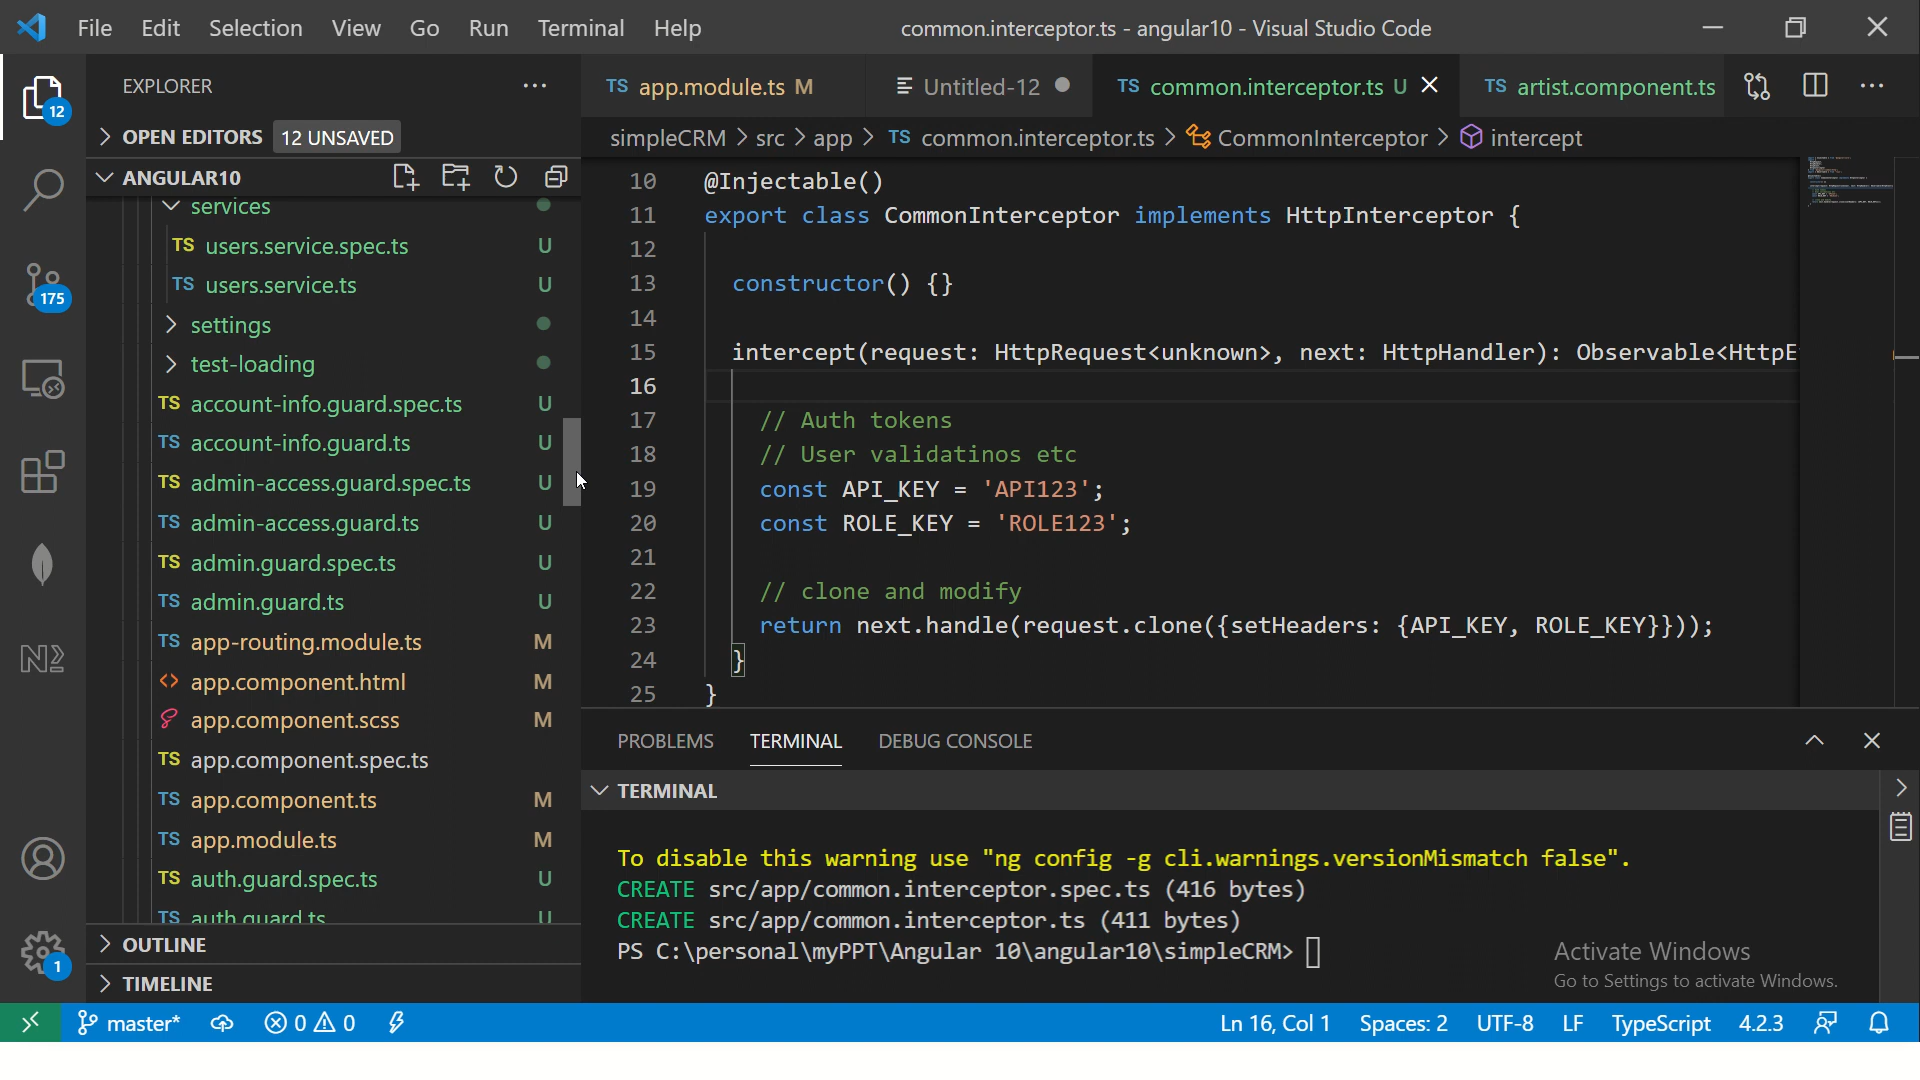 File Edit Selection View Go Run Terminal Help
common.interceptor.ts - angular10 - Visual Studio Code
EXPLORER
OPEN EDITORS 12 UNSAVED
ANGULAR10
services
TS users.service.spec.ts U
TS users.service.ts U
settings
test-loading
TS account-info.guard.spec.ts U
TS account-info.guard.ts U
TS admin-access.guard.spec.ts U
TS admin-access.guard.ts U
TS admin.guard.spec.ts U
TS admin.guard.ts U
TS app-routing.module.ts M
<> app.component.html M
app.component.scss M
TS app.component.spec.ts
TS app.component.ts M
TS app.module.ts M
TS auth.guard.spec.ts U
TS auth.guard.ts U
OUTLINE
TIMELINE
12
175
1
TS app.module.ts M
Untitled-12
TS common.interceptor.ts U
TS artist.component.ts
simpleCRM > src > app > TS common.interceptor.ts > CommonInterceptor > intercept
10 @Injectable()
11 export class CommonInterceptor implements HttpInterceptor {
12
13 constructor() {}
14
15 intercept(request: HttpRequest<unknown>, next: HttpHandler): Observable<HttpE
16
17 // Auth tokens
18 // User validatinos etc
19 const API_KEY = 'API123';
20 const ROLE_KEY = 'ROLE123';
21
22 // clone and modify
23 return next.handle(request.clone({setHeaders: {API_KEY, ROLE_KEY}}));
24 }
25 }
PROBLEMS TERMINAL DEBUG CONSOLE
TERMINAL
To disable this warning use "ng config -g cli.warnings.versionMismatch false".
CREATE src/app/common.interceptor.spec.ts (416 bytes)
CREATE src/app/common.interceptor.ts (411 bytes)
PS C:\personal\myPPT\Angular 10\angular10\simpleCRM>
Activate Windows
Go to Settings to activate Windows.
master* 0 0 Ln 16, Col 1 Spaces: 2 UTF-8 LF TypeScript 4.2.3